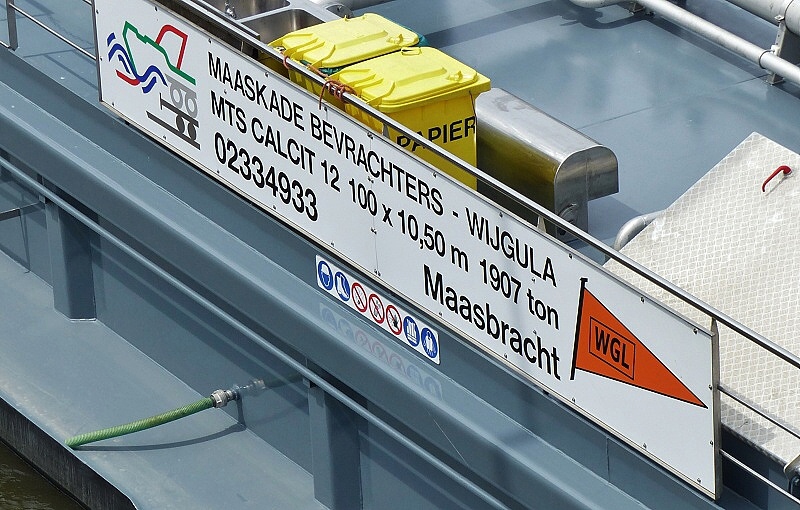 MAASKADE BEVRACHTERS - WIJGULA
MTS CALCIT 12 100 x 10,50 m 1907 ton
02334933
Maasbracht
WGL
PAPIER